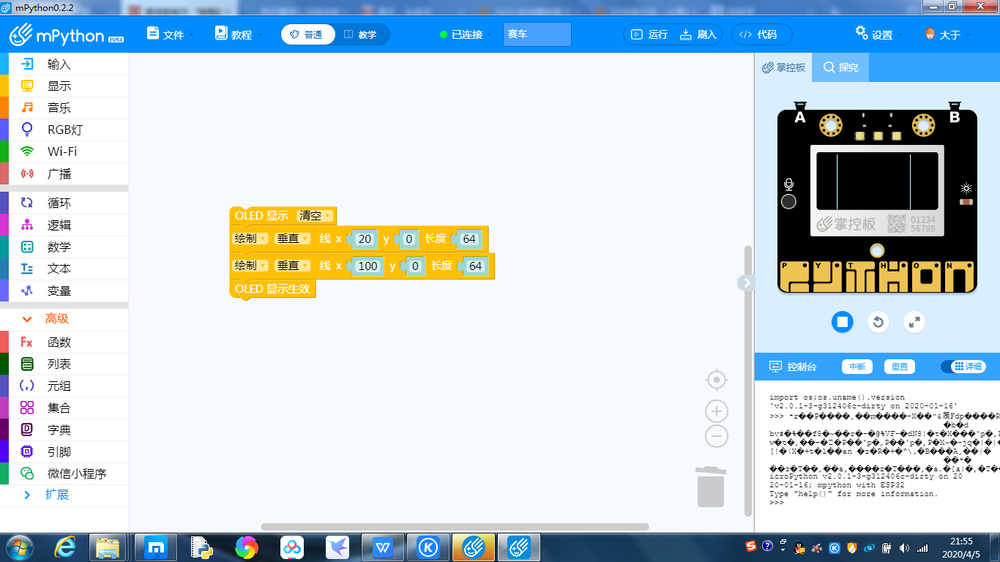 mPython0.2.2
mPython Beta
文件
教程
普通
教学
已连接
赛车
运行
刷入
代码
设置
大于
输入
显示
音乐
RGB灯
Wi-Fi
广播
循环
逻辑
数学
文本
变量
高级
函数
列表
元组
集合
字典
引脚
微信小程序
扩展
OLED 显示 清空
绘制 垂直 线 x 20 y 0 长度 64
绘制 垂直 线 x 100 y 0 长度 64
OLED 显示生效
掌控板
探究
A
B
掌控板
01234
56789
P Y T H O N
控制台
中断
重置
详细
import os;os.uname().version
'v2.0.1-3-g312406c-dirty on 2020-01-16'
>>>
icroPython v2.0.1-3-g312406c-dirty on 20
20-01-16; mpython with ESP32
Type "help()" for more information.
>>>
21:55
2020/4/5